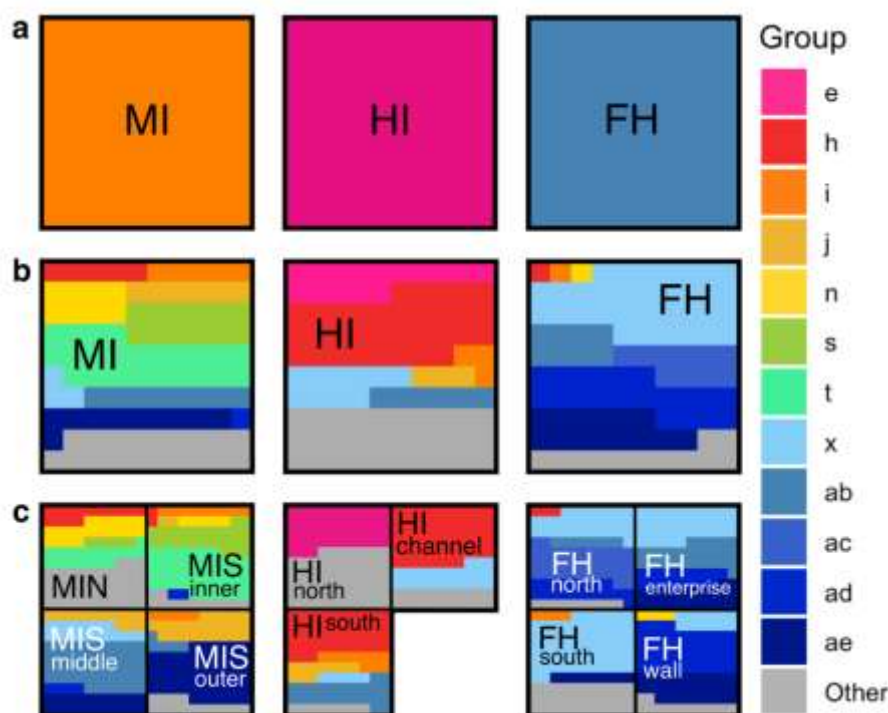 a
MI
HI
FH
Group
e
h
i
j
n
s
t
x
ab
ac
ad
ae
Other
b
MI
HI
FH
c
MIN
MIS
inner
MIS
middle
MIS
outer
HI
north
HI
channel
HI south
FH
north
FH
enterprise
FH
south
FH
wall